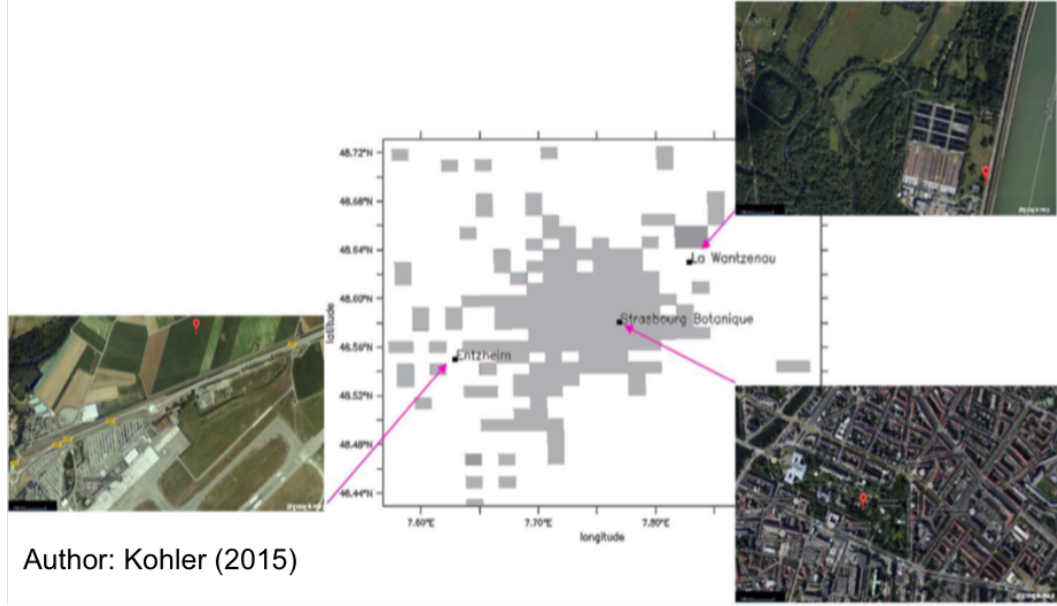 48.72°N
48.68°N
48.64°N
48.60°N
48.56°N
48.52°N
48.48°N
48.44°N
latitude
La Wantzenau
Strasbourg Botanique
Entzheim
7.60°E
7.70°E
7.80°E
longitude
Author: Kohler (2015)